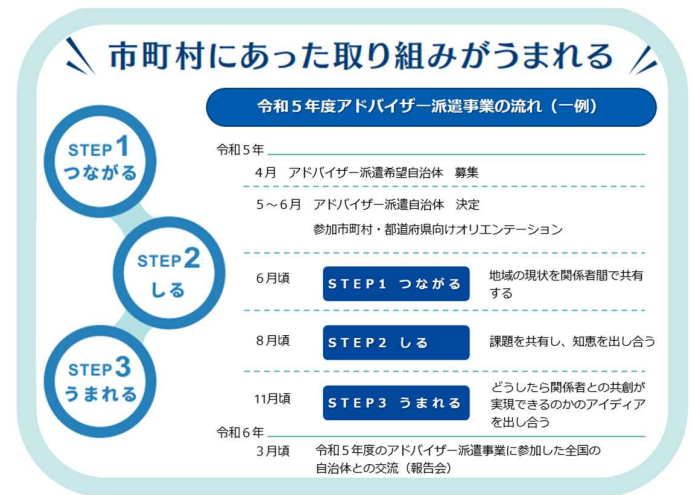 市町村にあった取り組みがうまれる
令和5年度アドバイザー派遣事業の流れ（一例）
STEP1
つながる
STEP2
しる
STEP3
うまれる
令和5年
4月 アドバイザー派遣希望自治体 募集
5～6月 アドバイザー派遣自治体 決定
参加市町村・都道府県向けオリエンテーション
6月頃 STEP1 つながる 地域の現状を関係者間で共有
する
8月頃 STEP2 しる 課題を共有し、知恵を出し合う
11月頃 STEP3 うまれる どうしたら関係者との共創が
実現できるのかのアイディア
を出し合う
令和6年
3月頃 令和5年度のアドバイザー派遣事業に参加した全国の
自治体との交流（報告会）